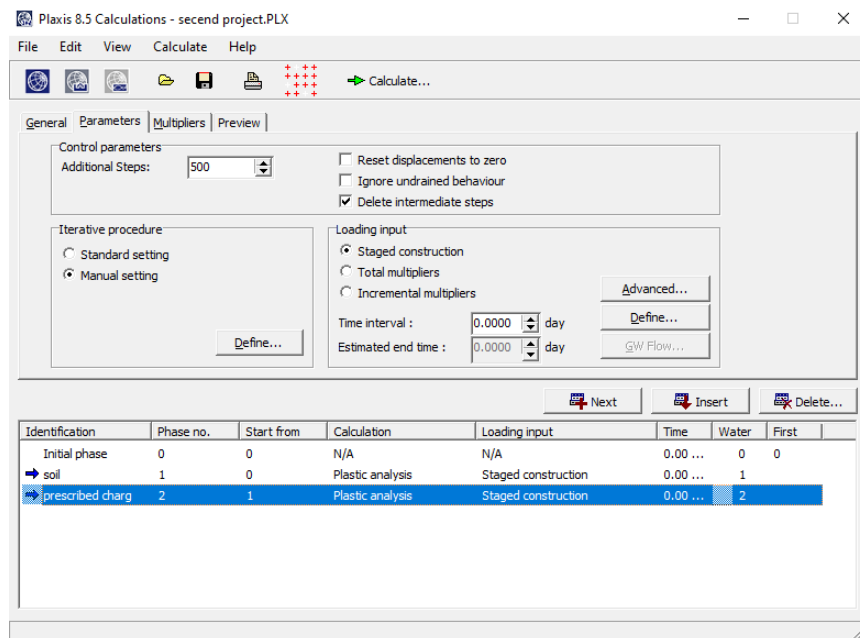 Plaxis 8.5 Calculations - secend project.PLX
File Edit View Calculate Help
Calculate...
General Parameters Multipliers Preview
Control parameters
Additional Steps: 500
Reset displacements to zero
Ignore undrained behaviour
Delete intermediate steps
Iterative procedure
Standard setting
Manual setting
Define...
Loading input
Staged construction
Total multipliers
Incremental multipliers
Advanced...
Time interval : 0.0000 day Define...
Estimated end time : 0.0000 day GW Flow...
Next Insert Delete...
Identification Phase no. Start from Calculation Loading input Time Water First
Initial phase 0 0 N/A N/A 0.00 ... 0 0
soil 1 0 Plastic analysis Staged construction 0.00 ... 1
prescribed charg 2 1 Plastic analysis Staged construction 0.00 ... 2